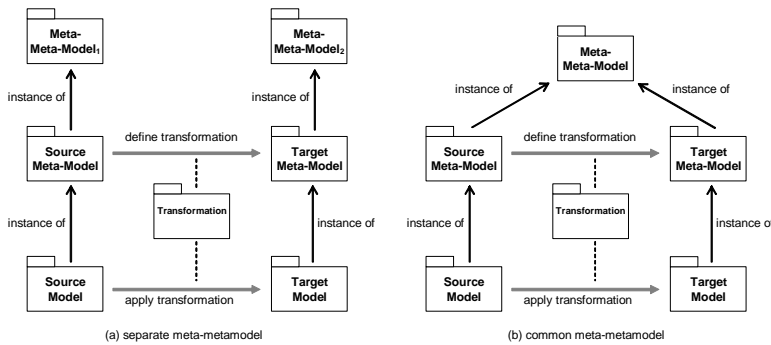 Meta-
Meta-Model1
Meta-
Meta-Model2
instance of
instance of
Source
Meta-Model
define transformation
Target
Meta-Model
Transformation
instance of
instance of
Source
Model
apply transformation
Target
Model
(a) separate meta-metamodel
Meta-
Meta-Model
instance of
instance of
Source
Meta-Model
define transformation
Target
Meta-Model
Transformation
instance of
instance of
Source
Model
apply transformation
Target
Model
(b) common meta-metamodel